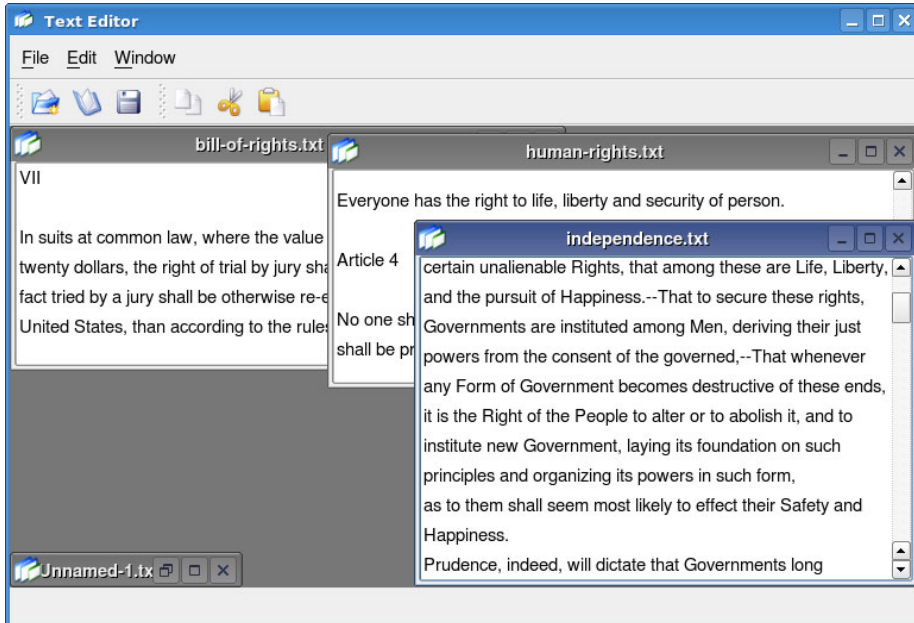 Text Editor
File Edit Window
bill-of-rights.txt
VII
In suits at common law, where the value
twenty dollars, the right of trial by jury sha
fact tried by a jury shall be otherwise re-e
United States, than according to the rules
human-rights.txt
Everyone has the right to life, liberty and security of person.
Article 4
No one sh
shall be pr
independence.txt
certain unalienable Rights, that among these are Life, Liberty,
and the pursuit of Happiness.--That to secure these rights,
Governments are instituted among Men, deriving their just
powers from the consent of the governed,--That whenever
any Form of Government becomes destructive of these ends,
it is the Right of the People to alter or to abolish it, and to
institute new Government, laying its foundation on such
principles and organizing its powers in such form,
as to them shall seem most likely to effect their Safety and
Happiness.
Prudence, indeed, will dictate that Governments long
Unnamed-1.tx